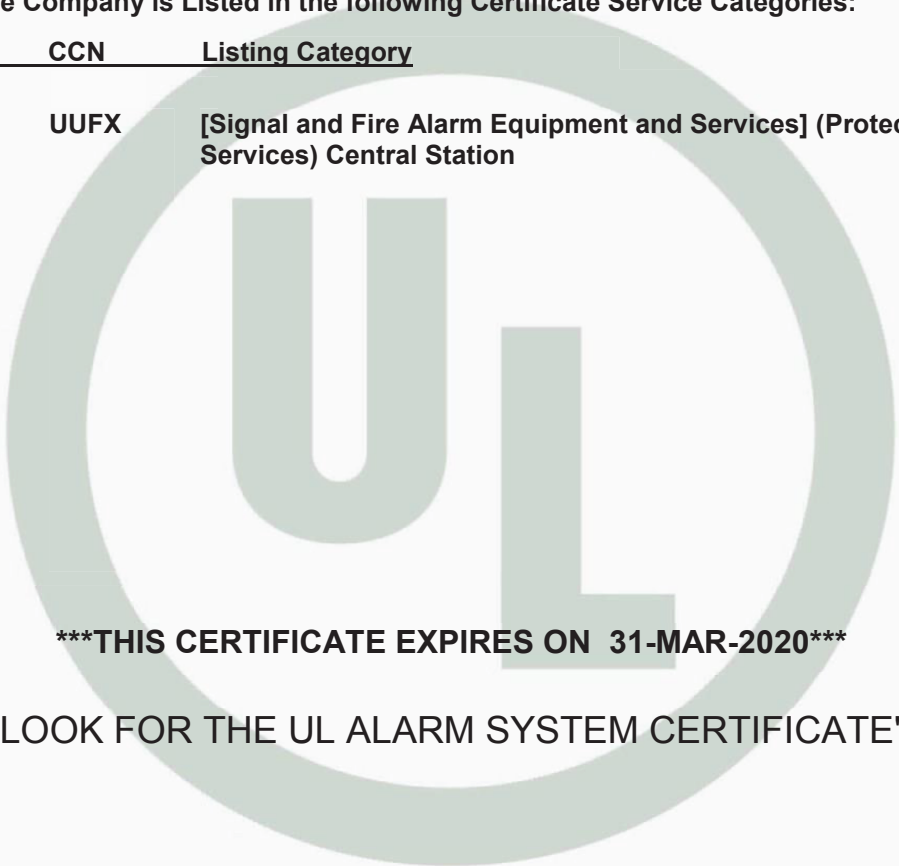 e Company is Listed in the following Certificate Service Categories:
CCN Listing Category
UUFX [Signal and Fire Alarm Equipment and Services] (Protec
Services) Central Station
UL
***THIS CERTIFICATE EXPIRES ON 31-MAR-2020***
LOOK FOR THE UL ALARM SYSTEM CERTIFICATE"